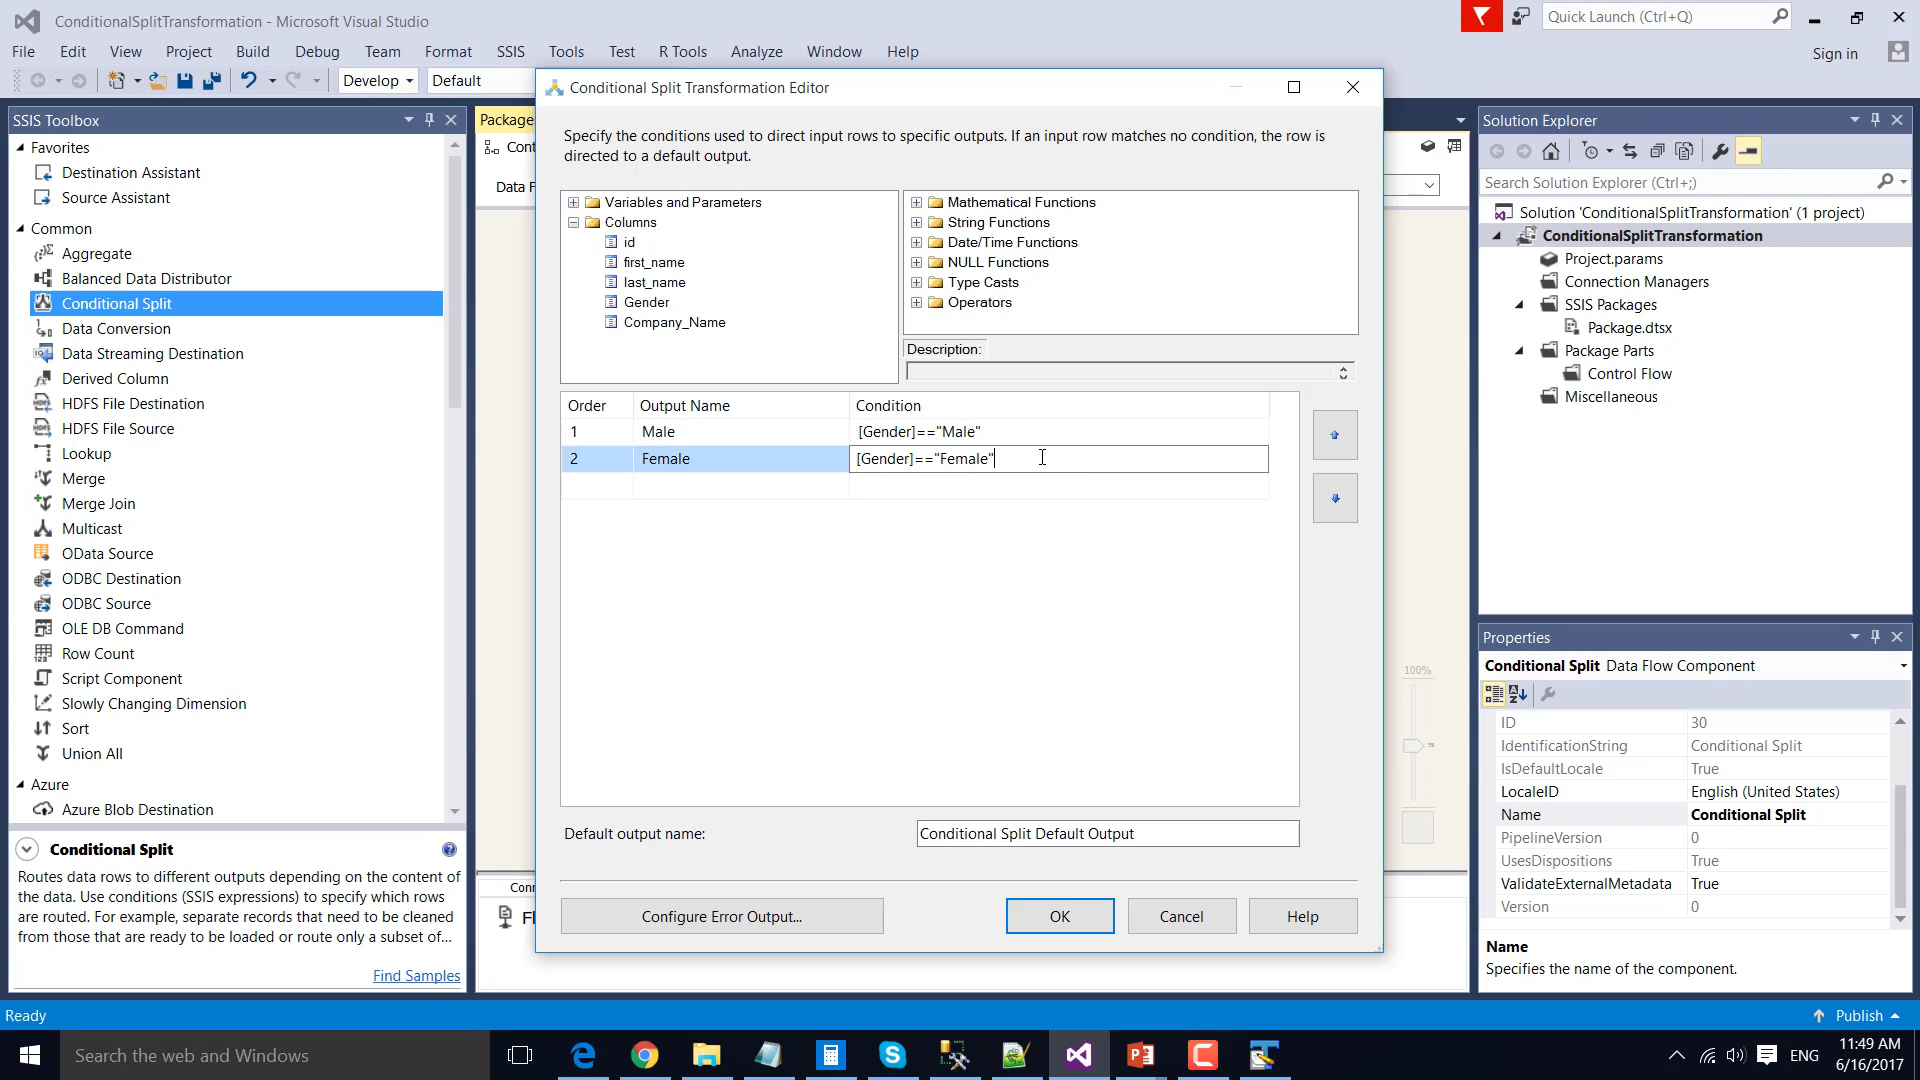 ConditionalSplitTransformation - Microsoft Visual Studio
Quick Launch (Ctrl+Q)
File Edit View Project Build Debug Team Format SSIS Tools Test R Tools Analyze Window Help
Sign in
Develop Default
SSIS Toolbox
Favorites
Destination Assistant
Source Assistant
Common
Aggregate
Balanced Data Distributor
Conditional Split
Data Conversion
Data Streaming Destination
Derived Column
HDFS File Destination
HDFS File Source
Lookup
Merge
Merge Join
Multicast
OData Source
ODBC Destination
ODBC Source
OLE DB Command
Row Count
Script Component
Slowly Changing Dimension
Sort
Union All
Azure
Azure Blob Destination
Conditional Split
Routes data rows to different outputs depending on the content of
the data. Use conditions (SSIS expressions) to specify which rows
are routed. For example, separate records that need to be cleaned
from those that are ready to be loaded or route only a subset of...
Find Samples
Package
Cont
Data F
Conn
Fl
100%
Conditional Split Transformation Editor
Specify the conditions used to direct input rows to specific outputs. If an input row matches no condition, the row is
directed to a default output.
Variables and Parameters
Columns
id
first_name
last_name
Gender
Company_Name
Mathematical Functions
String Functions
Date/Time Functions
NULL Functions
Type Casts
Operators
Description:
Order Output Name Condition
1 Male [Gender]=="Male"
2 Female [Gender]=="Female"
Default output name: Conditional Split Default Output
Configure Error Output... OK Cancel Help
Solution Explorer
Search Solution Explorer (Ctrl+;)
Solution 'ConditionalSplitTransformation' (1 project)
ConditionalSplitTransformation
Project.params
Connection Managers
SSIS Packages
Package.dtsx
Package Parts
Control Flow
Miscellaneous
Properties
Conditional Split Data Flow Component
ID 30
IdentificationString Conditional Split
IsDefaultLocale True
LocaleID English (United States)
Name Conditional Split
PipelineVersion 0
UsesDispositions True
ValidateExternalMetadata True
Version 0
Name
Specifies the name of the component.
Ready
Publish
Search the web and Windows
ENG
11:49 AM
6/16/2017